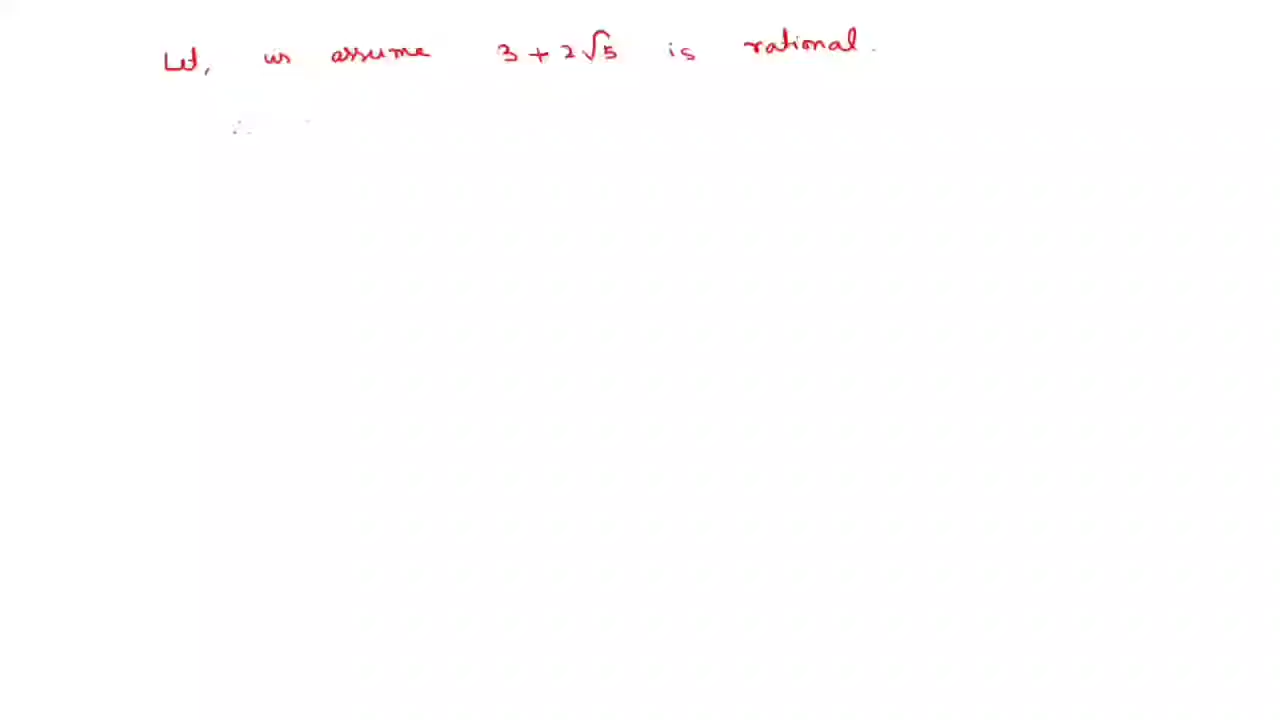 Let, us assume 3 + 2√5 is rational.